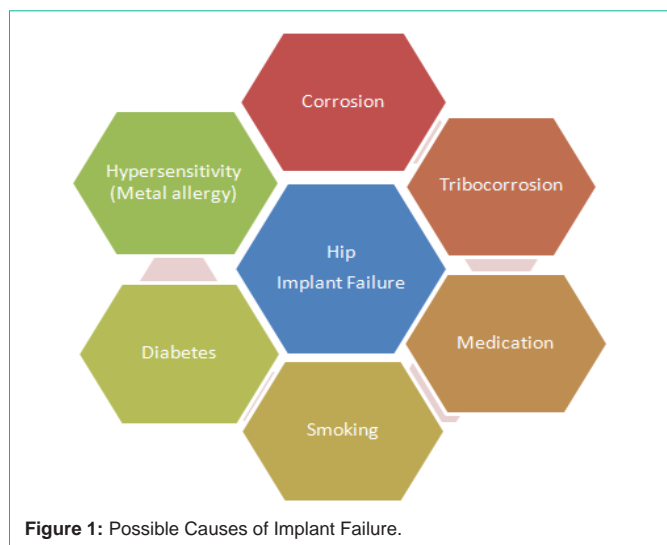 Corrosion
Hypersensitivity
(Metal allergy)
Tribocorrosion
Hip
Implant Failure
Diabetes
Medication
Smoking
Figure 1: Possible Causes of Implant Failure.